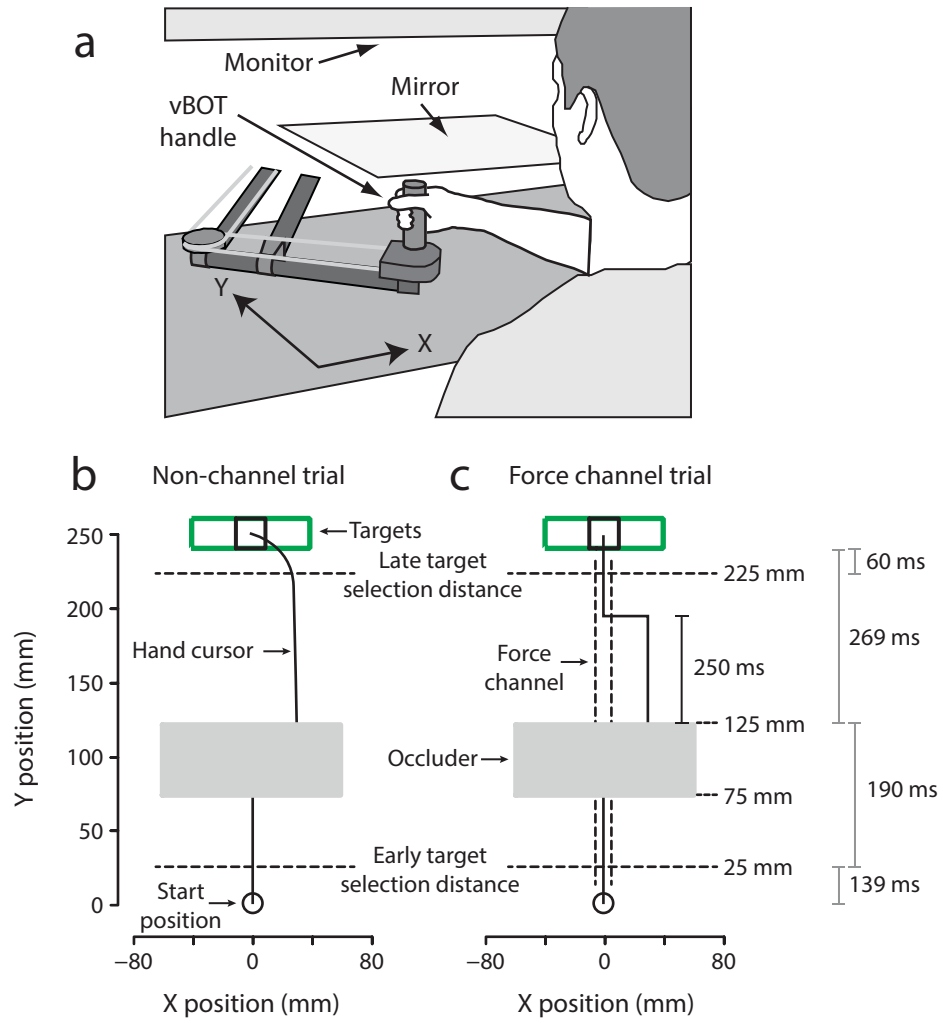 a
Monitor
Mirror
vBOT
handle
Y
X
b
Non-channel trial
c
Force channel trial
Targets
Late target
selection distance
Hand cursor
Early target
selection distance
Start
position
Y position (mm)
250
200
150
100
50
0
−80
0
80
X position (mm)
Force
channel
Occluder
250 ms
225 mm
125 mm
75 mm
25 mm
60 ms
269 ms
190 ms
139 ms
−80
0
80
X position (mm)